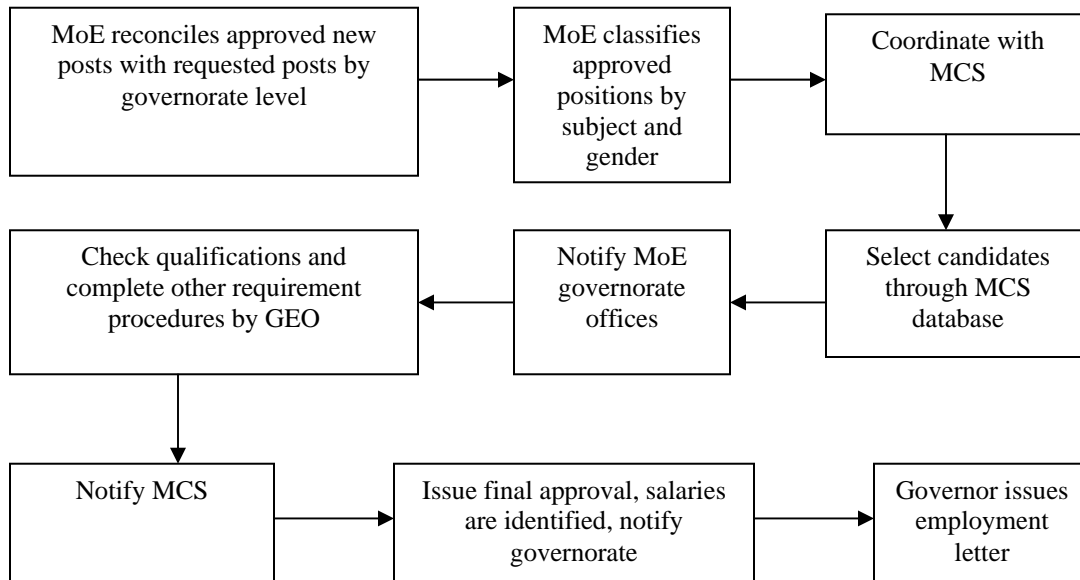 MoE reconciles approved new
posts with requested posts by
governorate level
MoE classifies
approved
positions by
subject and
gender
Coordinate with
MCS
Select candidates
through MCS
database
Notify MoE
governorate
offices
Check qualifications and
complete other requirement
procedures by GEO
Notify MCS
Issue final approval, salaries
are identified, notify
governorate
Governor issues
employment
letter